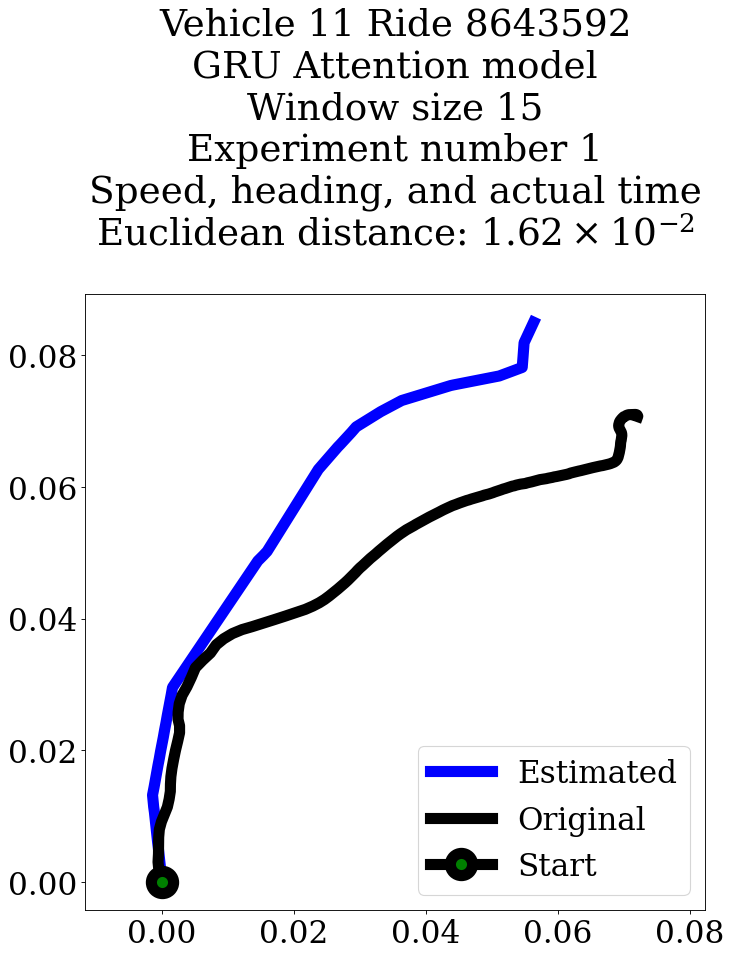 Vehicle 11 Ride 8643592
GRU Attention model
Window size 15
Experiment number 1
Speed, heading, and actual time
Euclidean distance: 1.62 × 10⁻²
0.08
0.06
0.04
0.02
0.00
Estimated
Original
Start
0.00 0.02 0.04 0.06 0.08